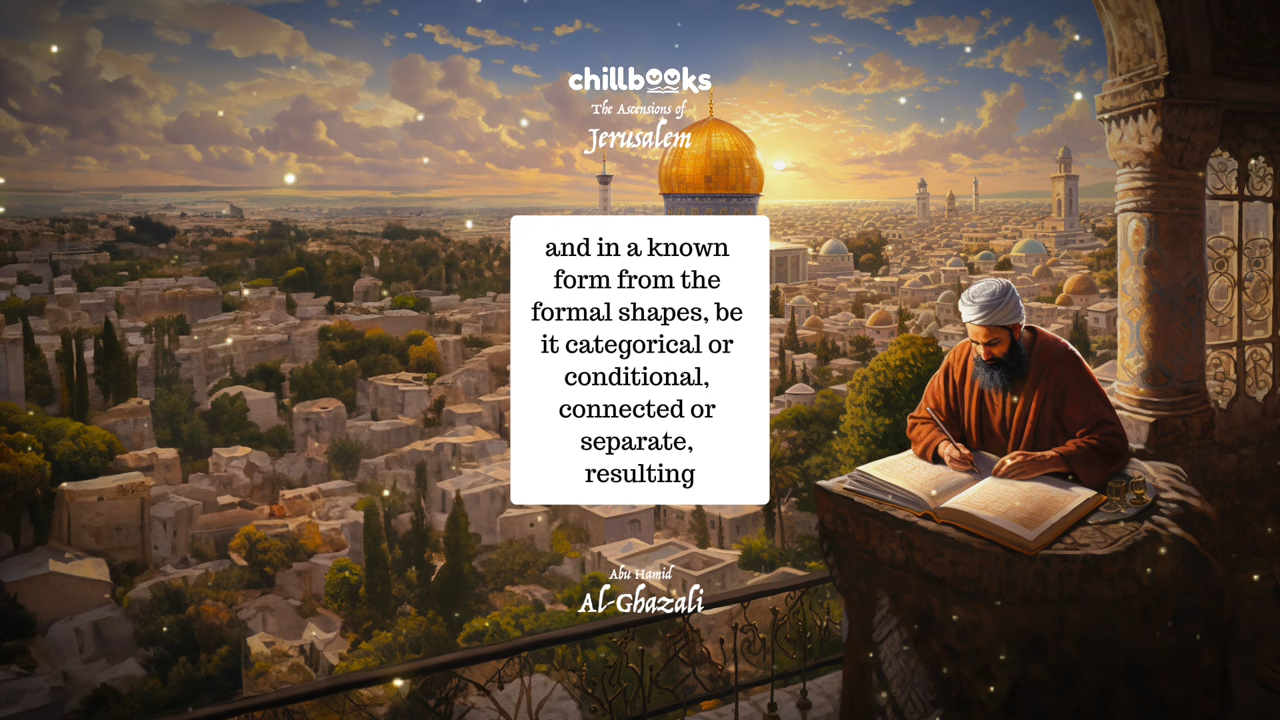 chillbooks
The Ascensions of
Jerusalem
and in a known
form from the
formal shapes, be
it categorical or
conditional,
connected or
separate,
resulting
Abu Hamid
Al-Ghazali